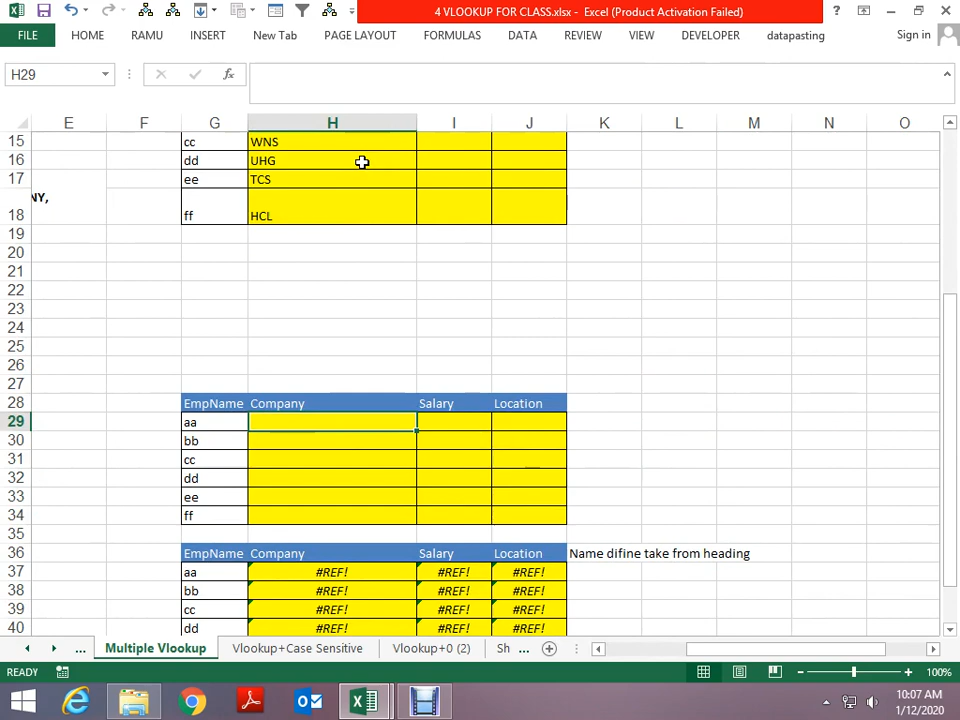 4 VLOOKUP FOR CLASS.xlsx - Excel (Product Activation Failed)
FILE HOME RAMU INSERT New Tab PAGE LAYOUT FORMULAS DATA REVIEW VIEW DEVELOPER datapasting Sign in
H29 fx
E F G H I J K L M N O
15 cc WNS
16 dd UHG
17 ee TCS
NY,
18 ff HCL
19
20
21
22
23
24
25
26
27
28 EmpName Company Salary Location
29 aa
30 bb
31 cc
32 dd
33 ee
34 ff
35
36 EmpName Company Salary Location Name difine take from heading
37 aa #REF! #REF! #REF!
38 bb #REF! #REF! #REF!
39 cc #REF! #REF! #REF!
40 dd #REF! #REF! #REF!
... Multiple Vlookup Vlookup+Case Sensitive Vlookup+0 (2) Sh ...
READY 100%
10:07 AM
1/12/2020